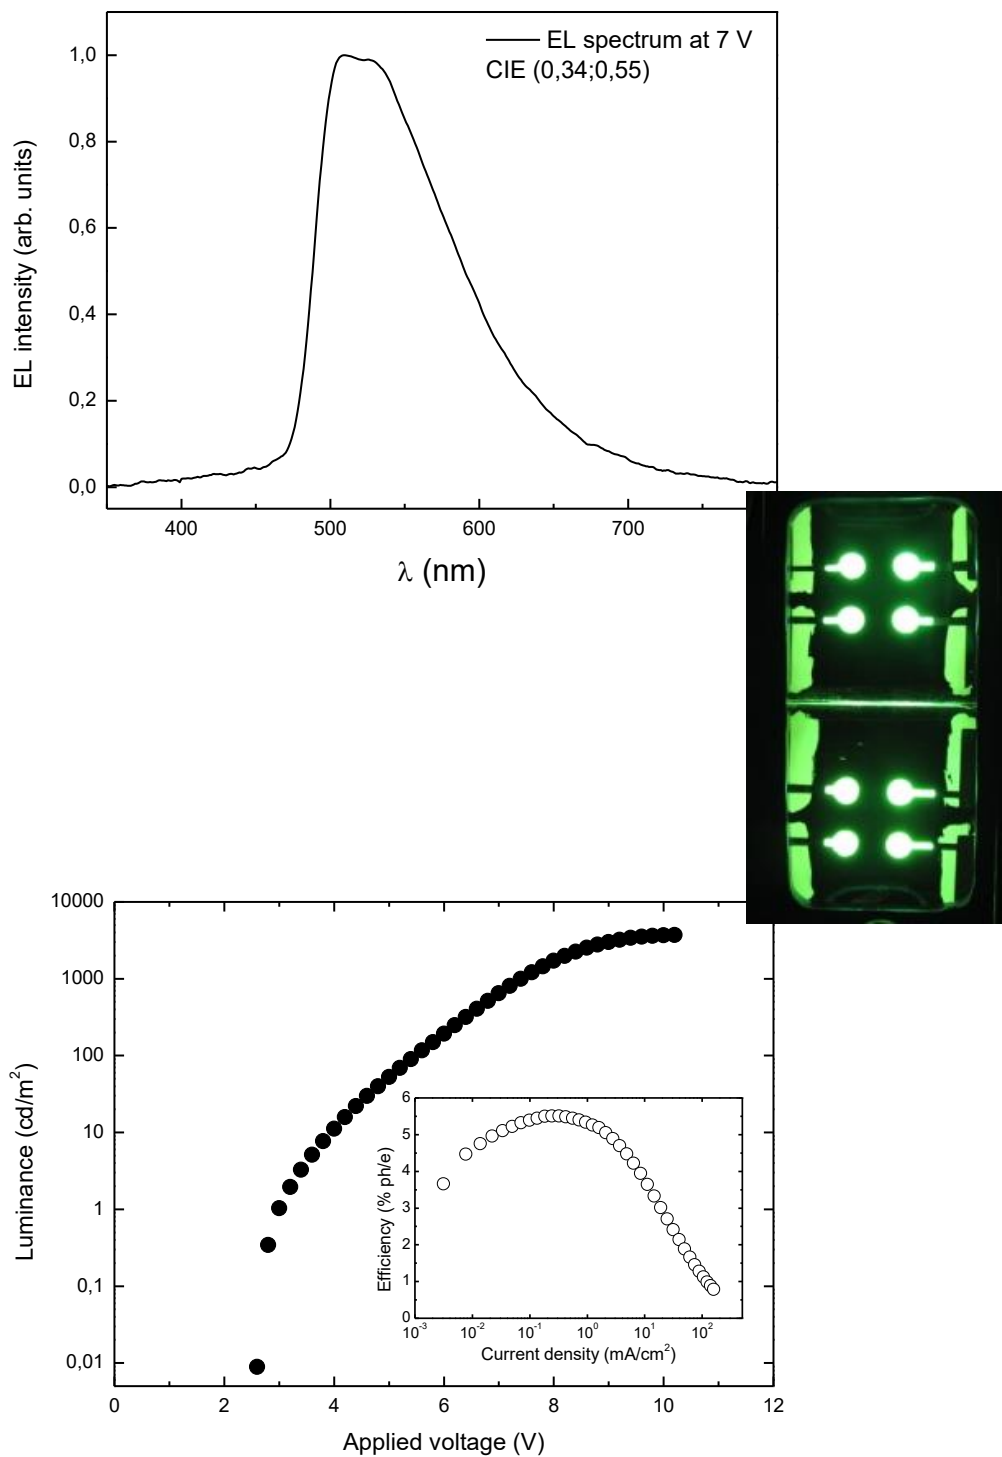 EL spectrum at 7 V
CIE (0,34;0,55)
EL intensity (arb. units)
1,0
0,8
0,6
0,4
0,2
0,0
400 500 600 700
λ (nm)
Luminance (cd/m²)
10000
1000
100
10
1
0,1
0,01
0 2 4 6 8 10 12
Applied voltage (V)
Efficiency (% ph/e)
6
5
4
3
2
1
0
10⁻³ 10⁻² 10⁻¹ 10⁰ 10¹ 10²
Current density (mA/cm²)